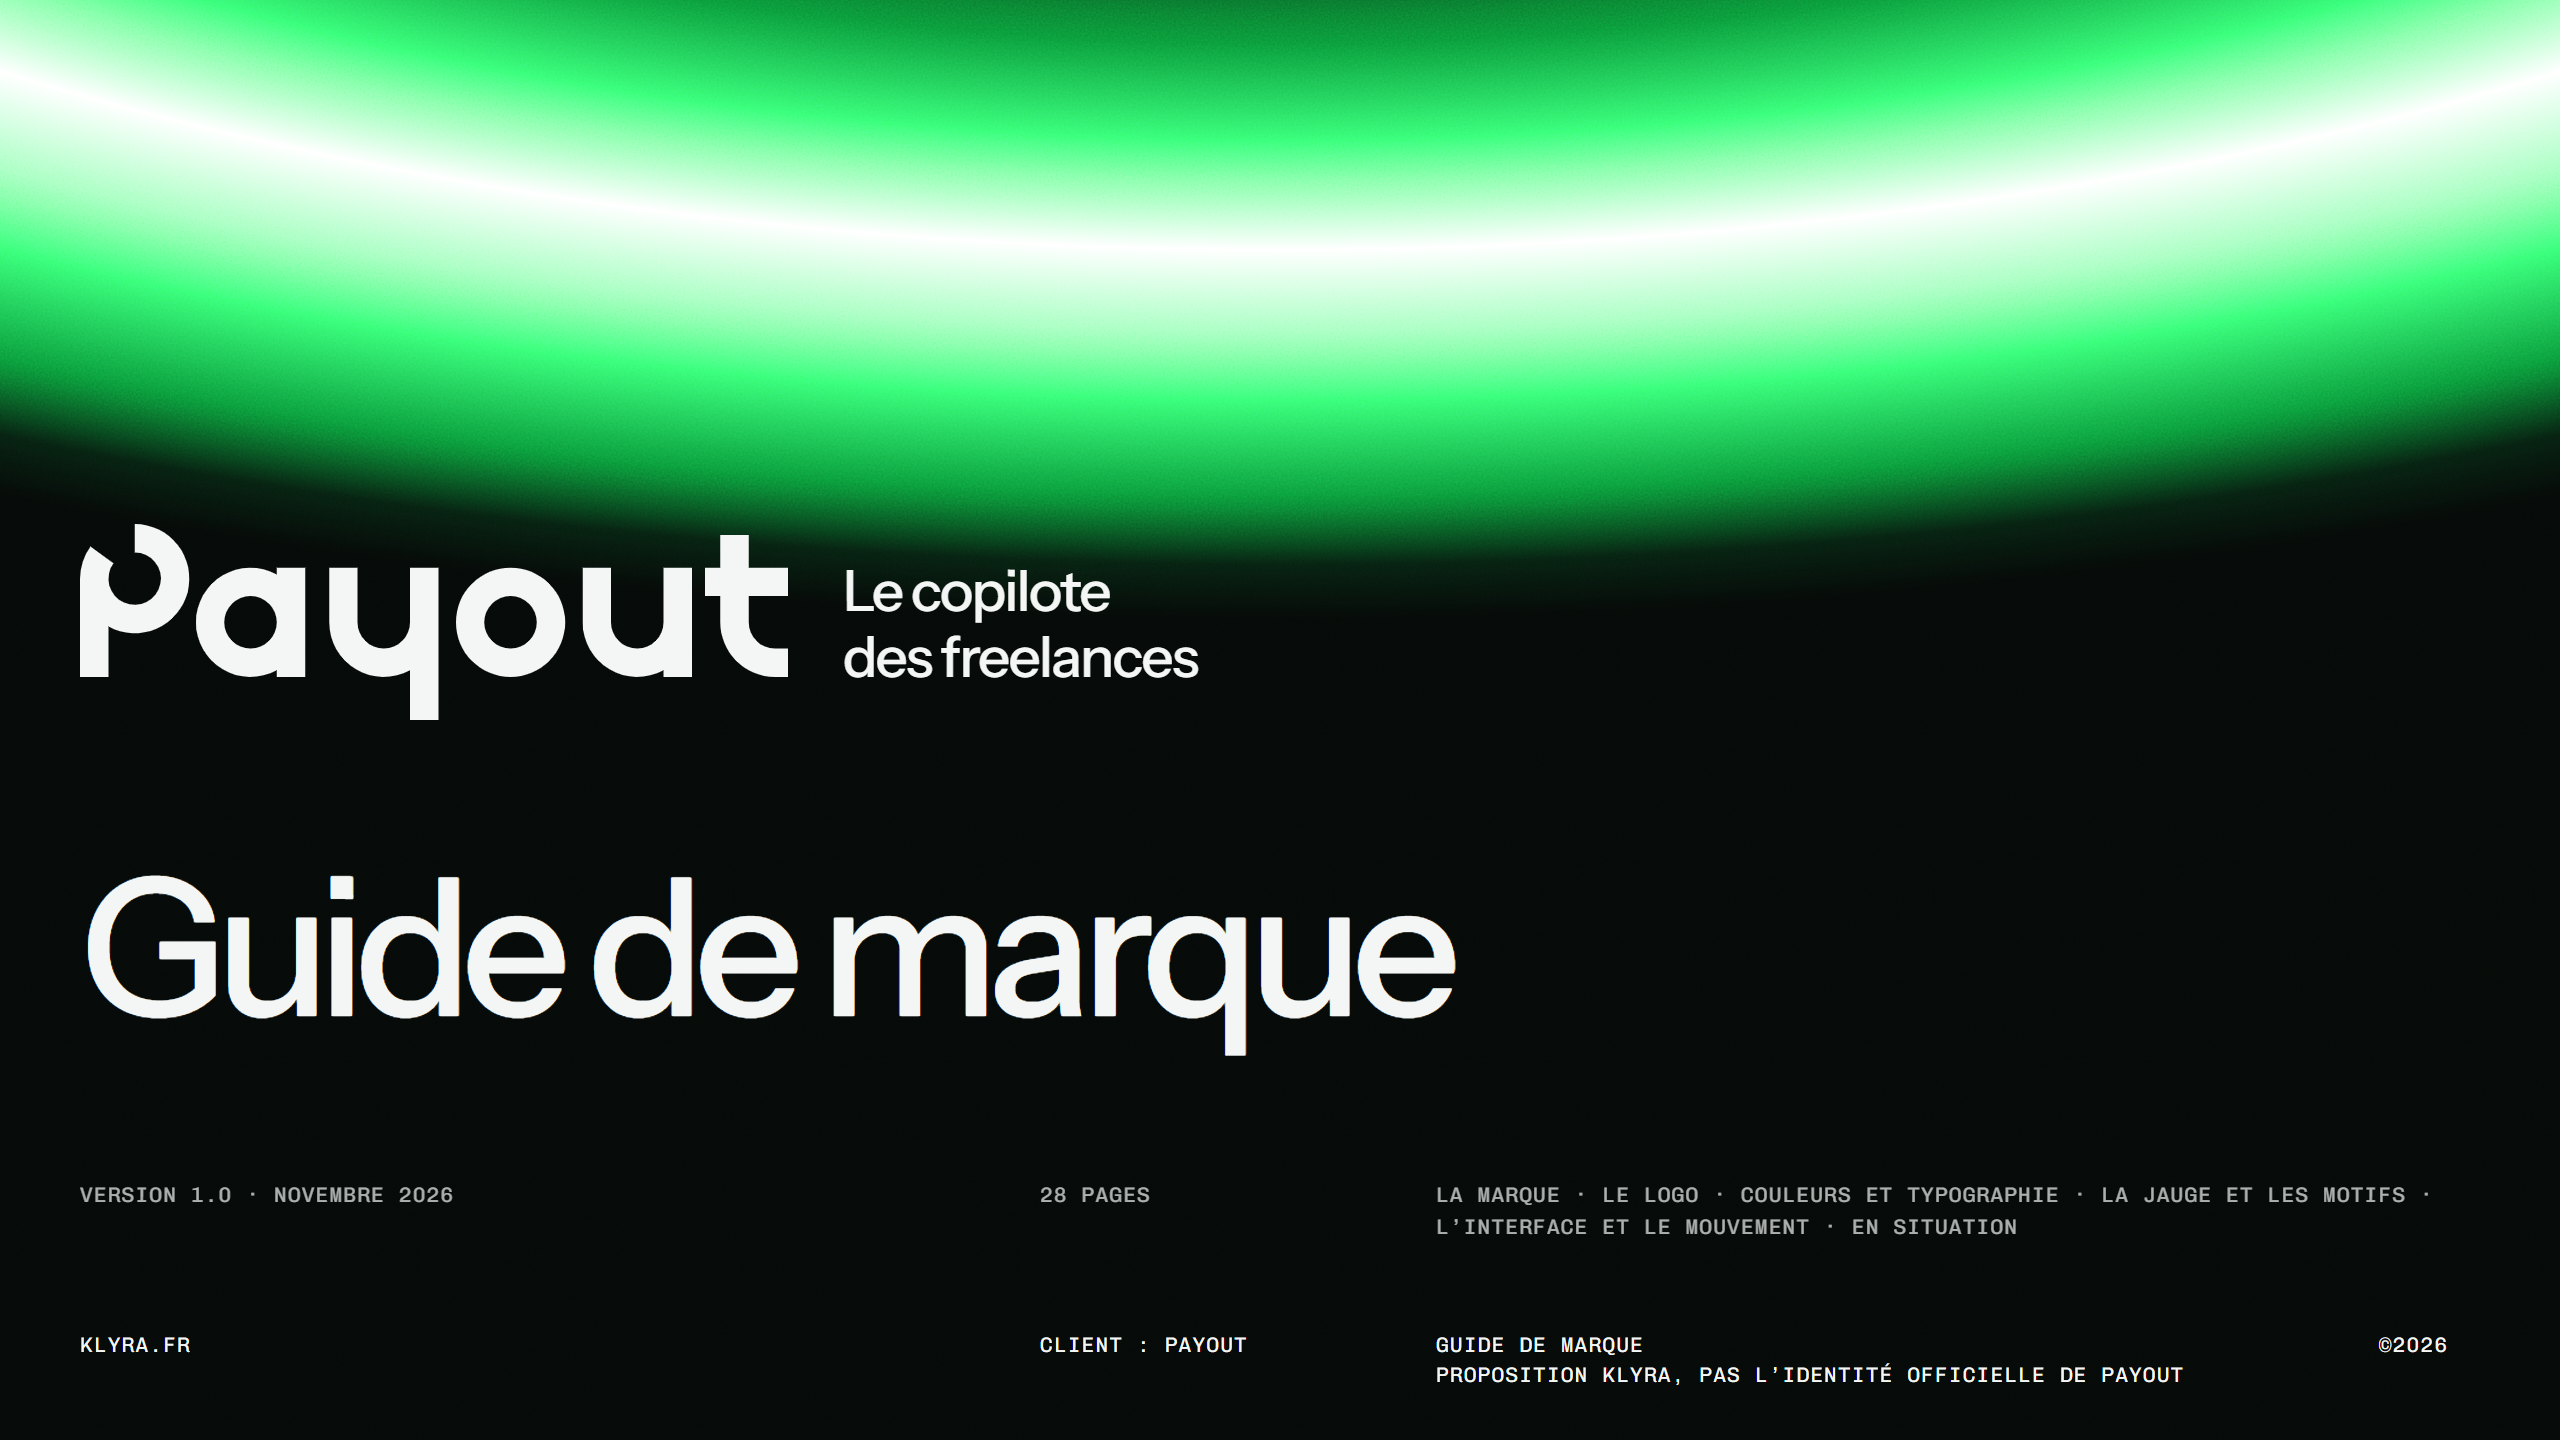 Payout
Le copilote
des freelances
Guide de marque
VERSION 1.0 · NOVEMBRE 2026
28 PAGES
LA MARQUE · LE LOGO · COULEURS ET TYPOGRAPHIE · LA JAUGE ET LES MOTIFS ·
L’INTERFACE ET LE MOUVEMENT · EN SITUATION
KLYRA.FR
CLIENT : PAYOUT
GUIDE DE MARQUE
PROPOSITION KLYRA, PAS L’IDENTITÉ OFFICIELLE DE PAYOUT
©2026